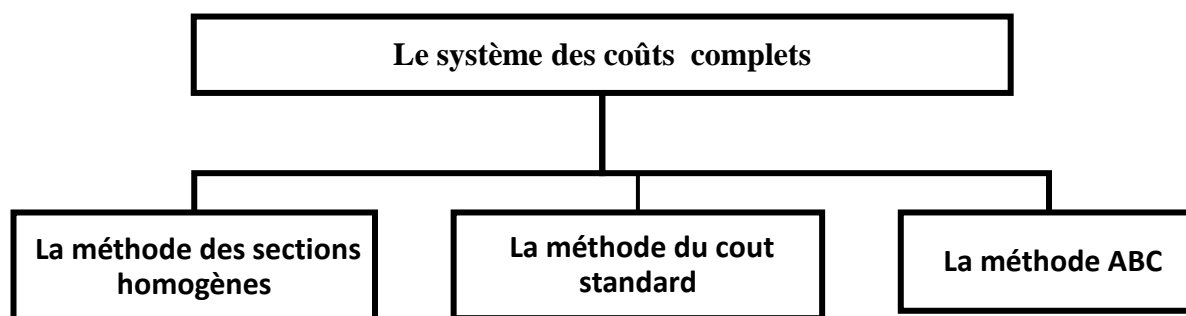 Le système des coûts complets
La méthode des sections
homogènes
La méthode du cout
standard
La méthode ABC